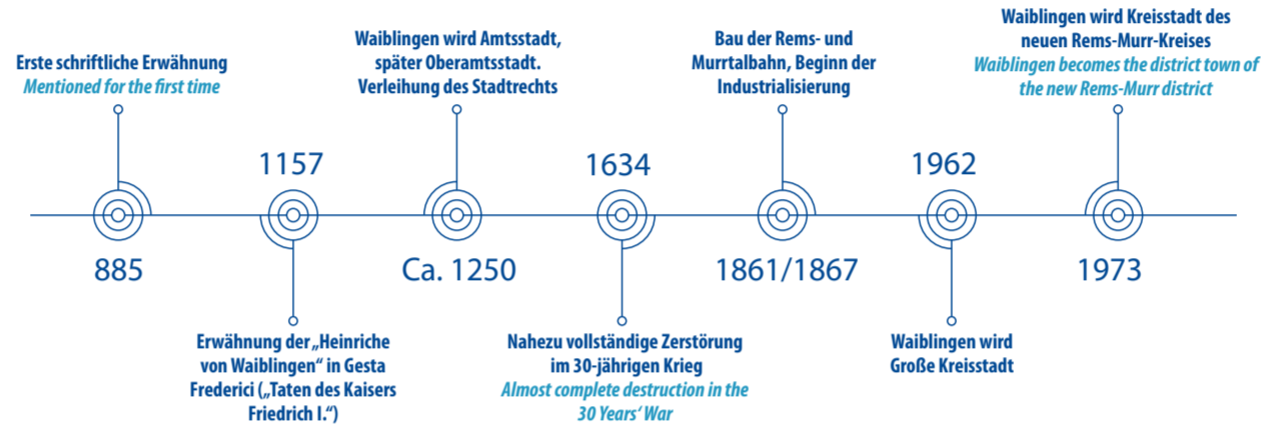 Erste schriftliche Erwähnung
Mentioned for the first time
885
1157
Erwähnung der „Heinriche
von Waiblingen“ in Gesta
Frederici („Taten des Kaisers
Friedrich I.“)
Waiblingen wird Amtsstadt,
später Oberamtsstadt.
Verleihung des Stadtrechts
Ca. 1250
1634
Nahezu vollständige Zerstörung
im 30-jährigen Krieg
Almost complete destruction in the
30 Years‘ War
Bau der Rems- und
Murrtalbahn, Beginn der
Industrialisierung
1861/1867
1962
Waiblingen wird
Große Kreisstadt
Waiblingen wird Kreisstadt des
neuen Rems-Murr-Kreises
Waiblingen becomes the district town of
the new Rems-Murr district
1973